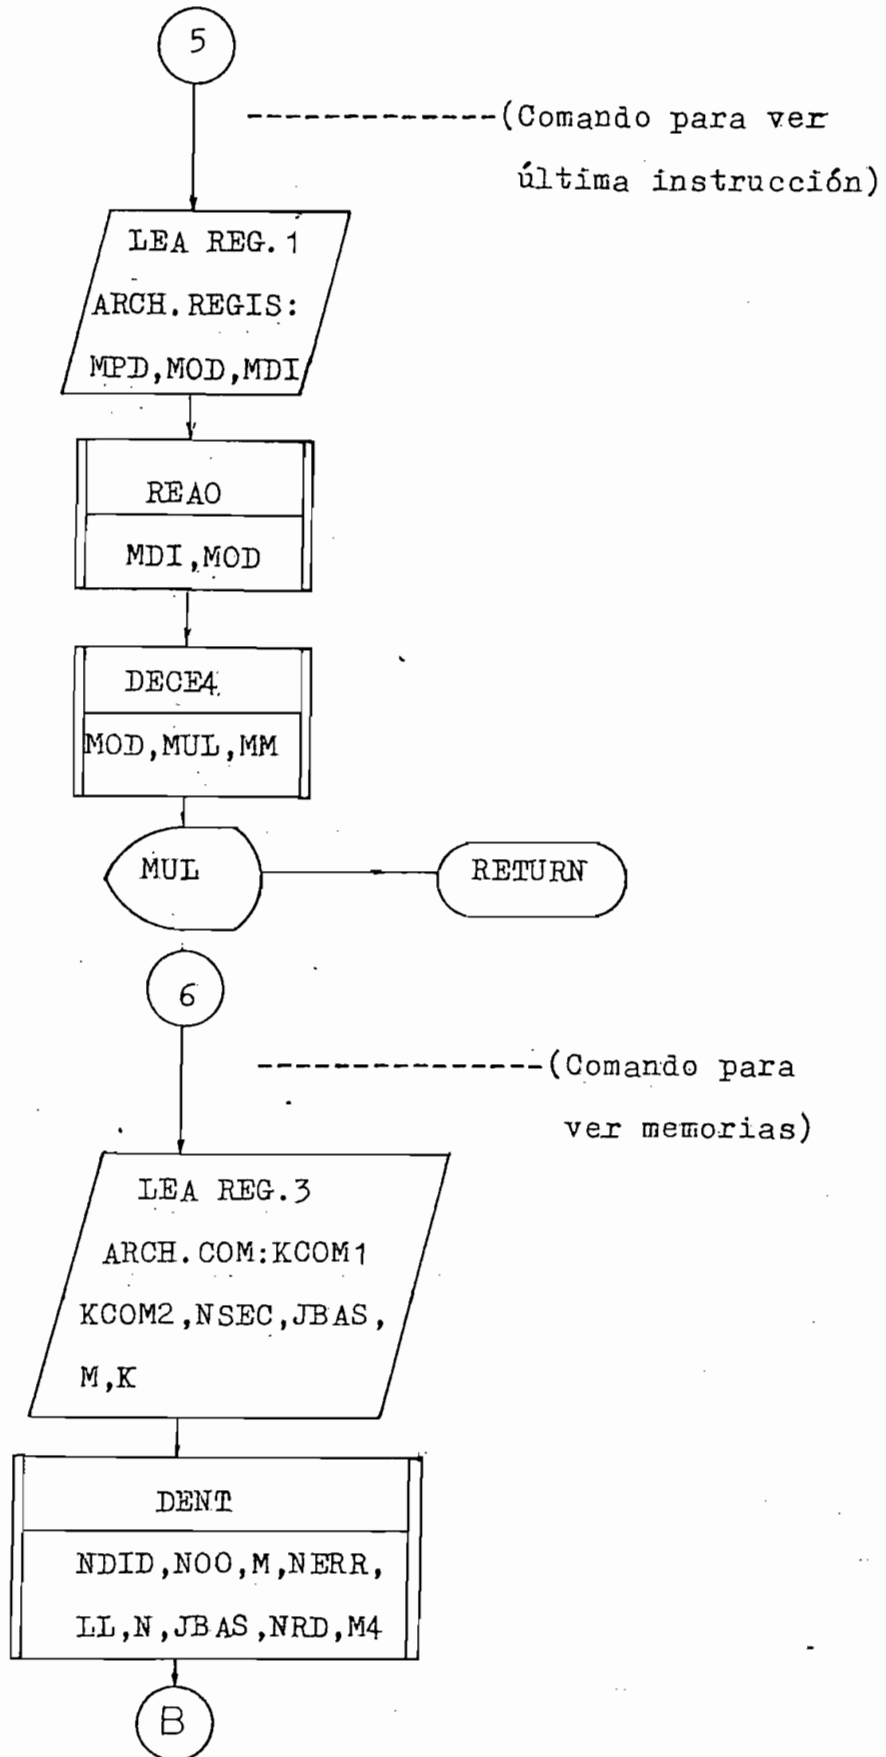 5
-------------(Comando para ver
última instrucción)
LEA REG.1
ARCH.REGIS:
MPD,MOD,MDI
REAO
MDI,MOD
DECE4
MOD,MUL,MM
MUL
RETURN
6
---------------(Comando para
ver memorias)
LEA REG.3
ARCH.COM:KCOM1
KCOM2,NSEC,JBAS,
M,K
DENT
NDID,NOO,M,NERR,
LL,N,JBAS,NRD,M4
B